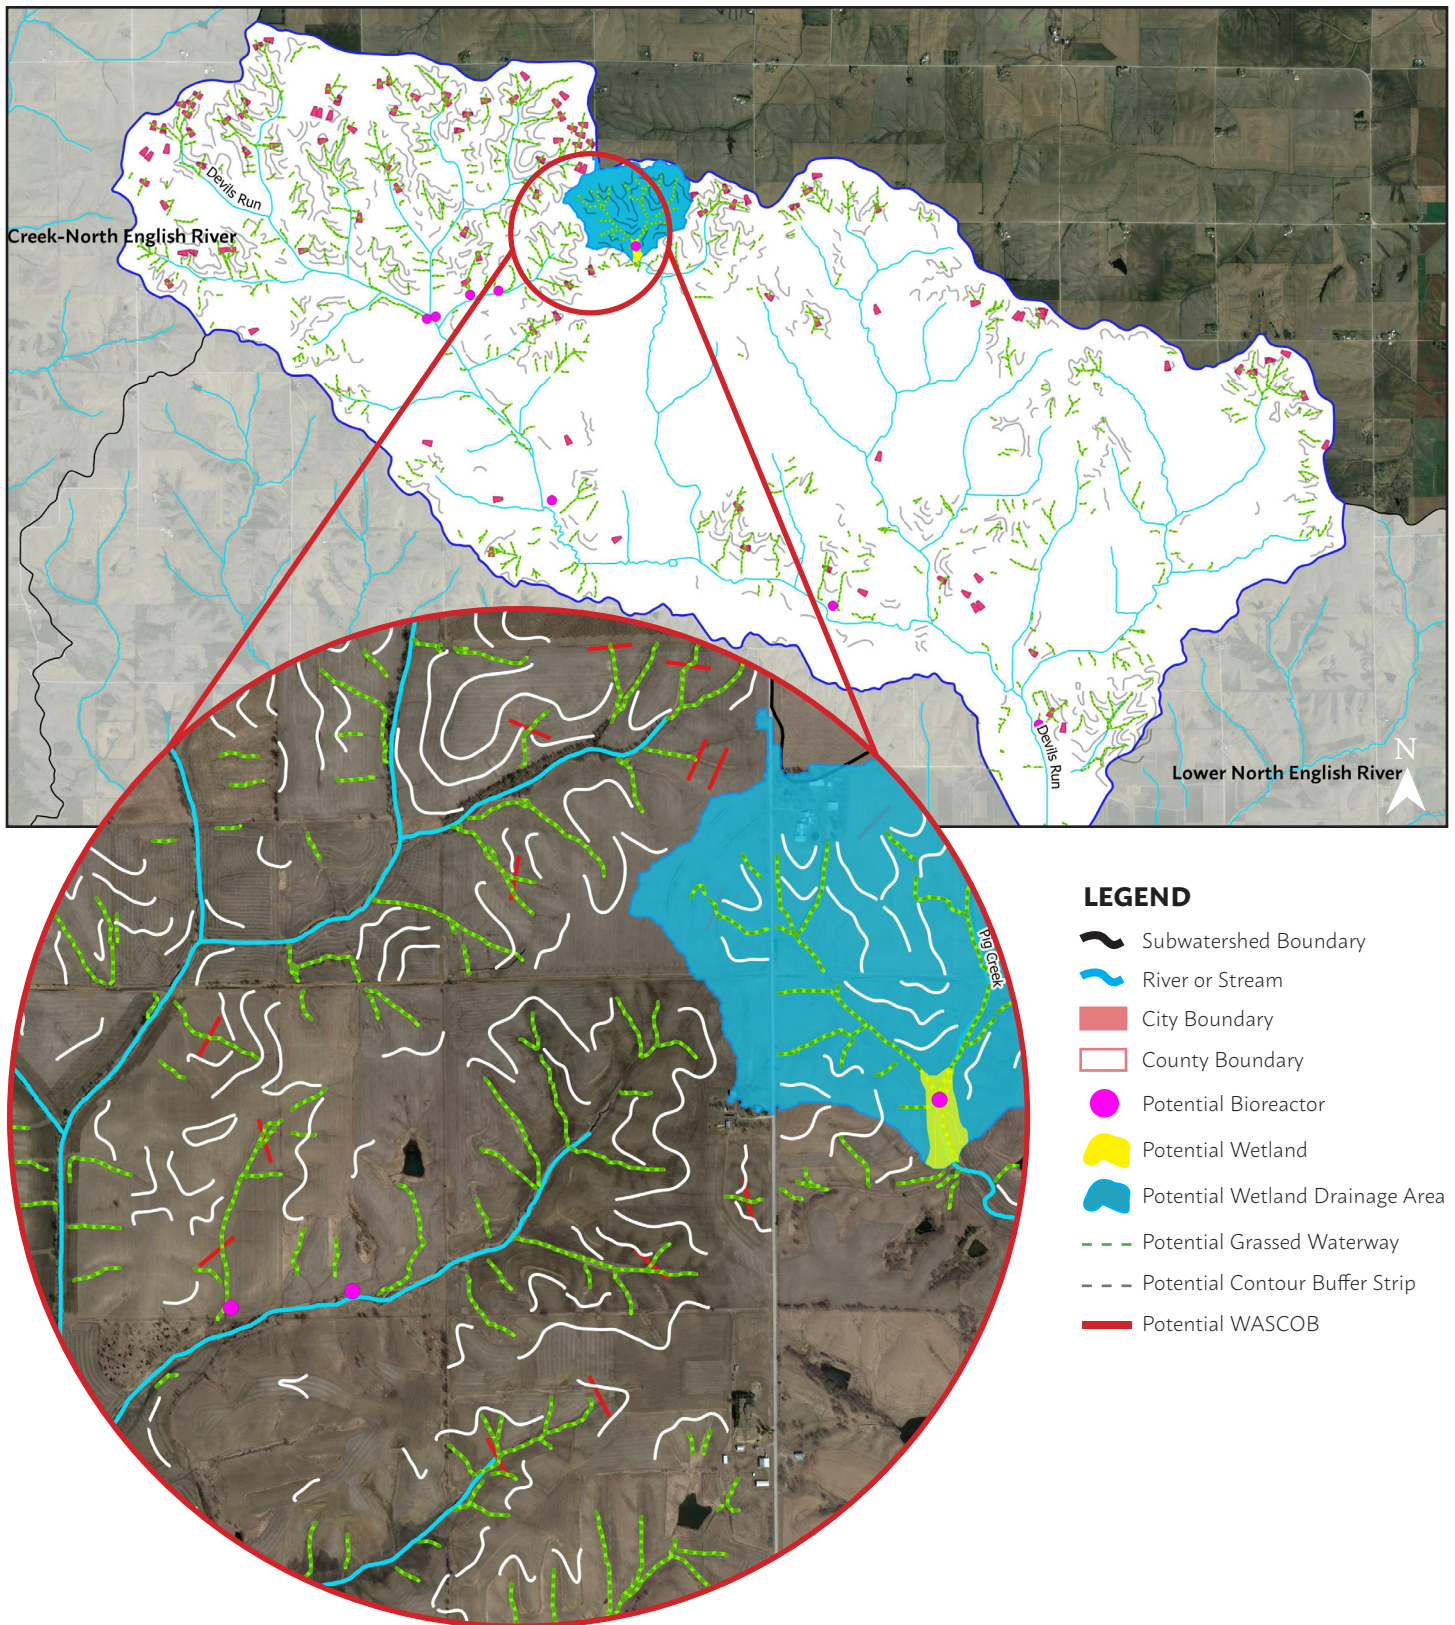 Devils Run
Creek-North English River
Devils Run
N
Lower North English River
Pig Creek
LEGEND
Subwatershed Boundary
River or Stream
City Boundary
County Boundary
Potential Bioreactor
Potential Wetland
Potential Wetland Drainage Area
Potential Grassed Waterway
Potential Contour Buffer Strip
Potential WASCOB